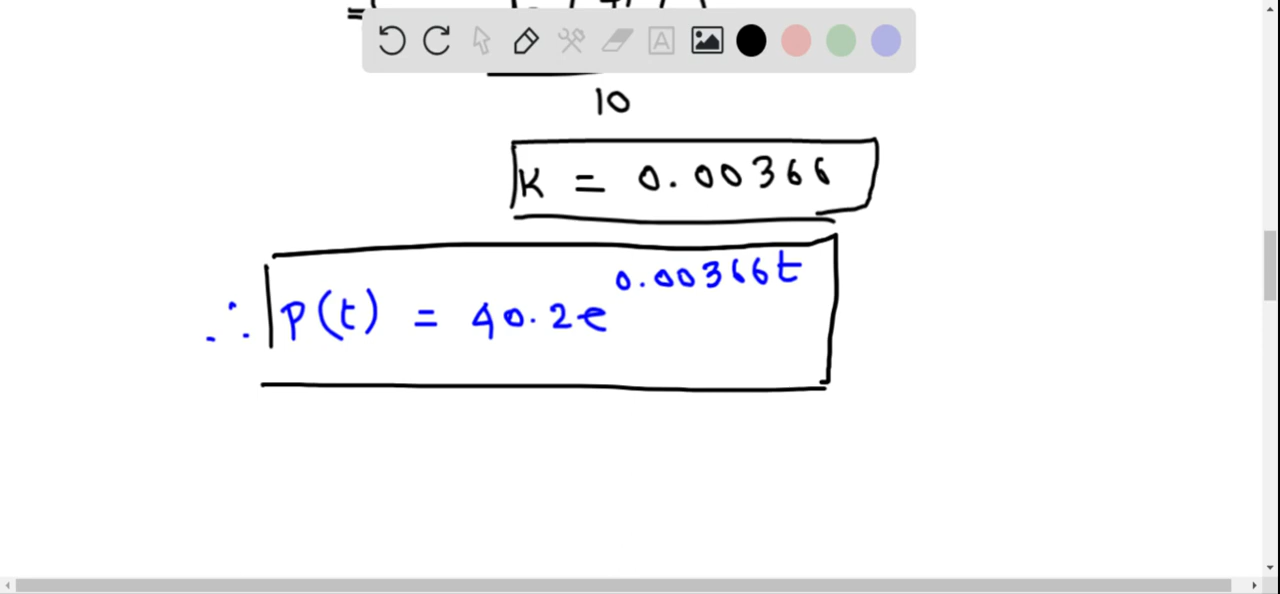 =
10
K = 0.00366
∴ P(t) = 40.2e^0.00366t